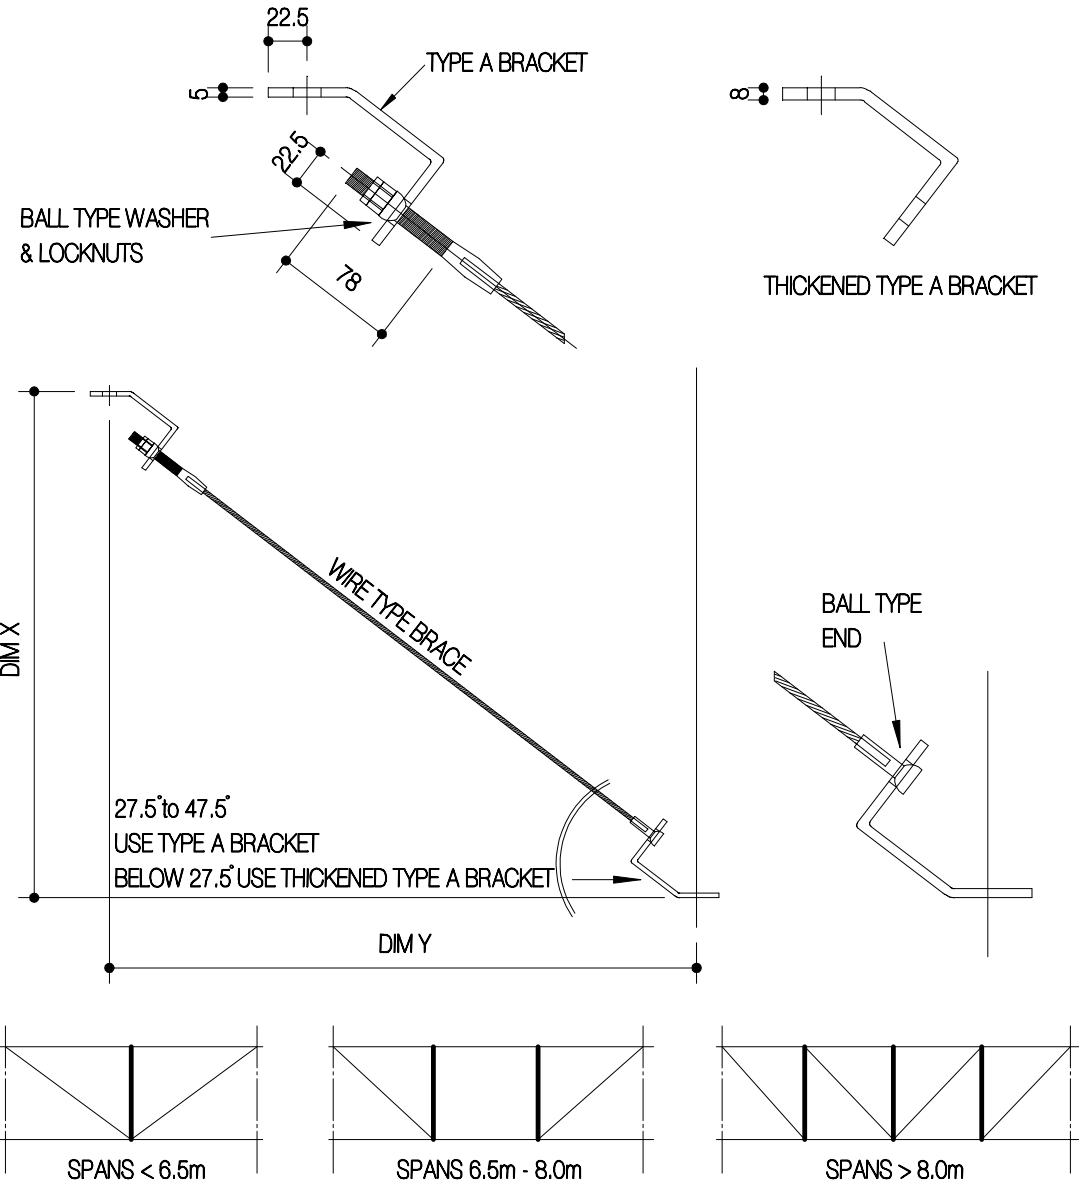 22.5
TYPE A BRACKET
5
8
22.5
BALL TYPE WASHER
& LOCKNUTS
78
THICKENED TYPE A BRACKET
WIRE TYPE BRACE
BALL TYPE
END
DIM X
27.5° to 47.5°
USE TYPE A BRACKET
BELOW 27.5° USE THICKENED TYPE A BRACKET
DIM Y
SPANS < 6.5m
SPANS 6.5m - 8.0m
SPANS > 8.0m